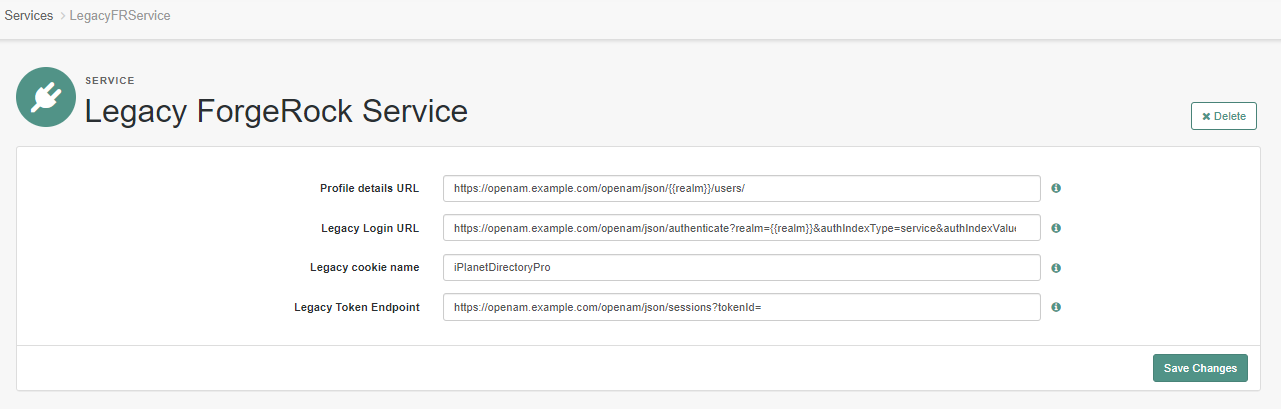 Services > LegacyFRService
SERVICE
Legacy ForgeRock Service
✖ Delete
Profile details URL https://openam.example.com/openam/json/{{realm}}/users/
Legacy Login URL https://openam.example.com/openam/json/authenticate?realm={{realm}}&authIndexType=service&authIndexValue
Legacy cookie name iPlanetDirectoryPro
Legacy Token Endpoint https://openam.example.com/openam/json/sessions?tokenId=
Save Changes